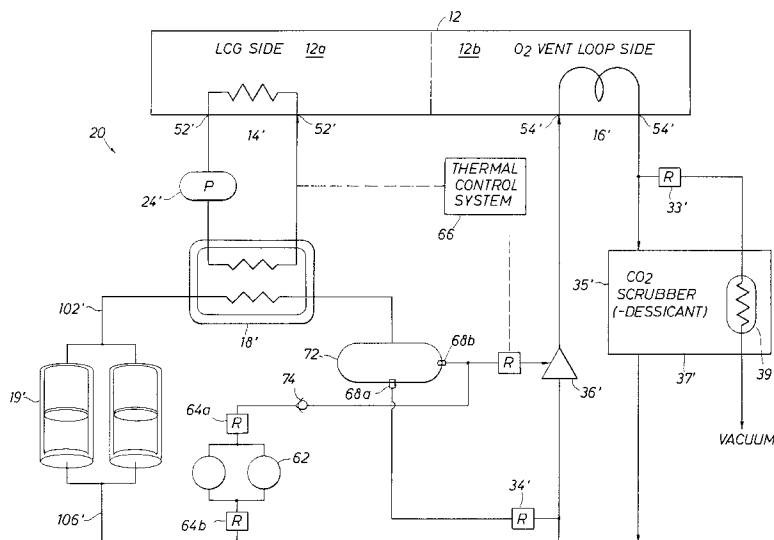 12
LCG SIDE 12a
12b O2 VENT LOOP SIDE
52' 52'
14'
54' 54'
16'
20
P
24'
THERMAL
CONTROL
SYSTEM
66
R
33'
35'
CO2
SCRUBBER
(-DESSICANT)
39
37'
VACUUM
102'
18'
72
68b
68a
R
36'
74
64a
R
19'
62
34'
R
64b
R
106'